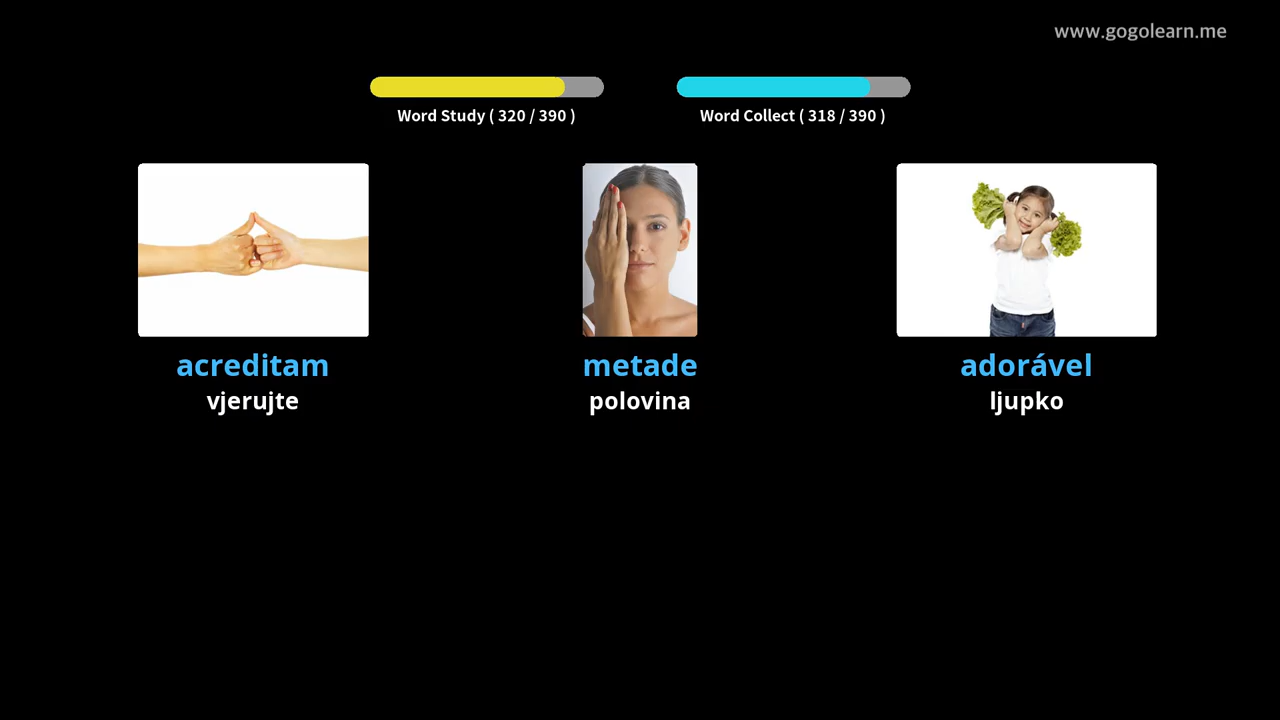 www.gogolearn.me
Word Study ( 320 / 390 )
Word Collect ( 318 / 390 )
acreditam
vjerujte
metade
polovina
adorável
ljupko